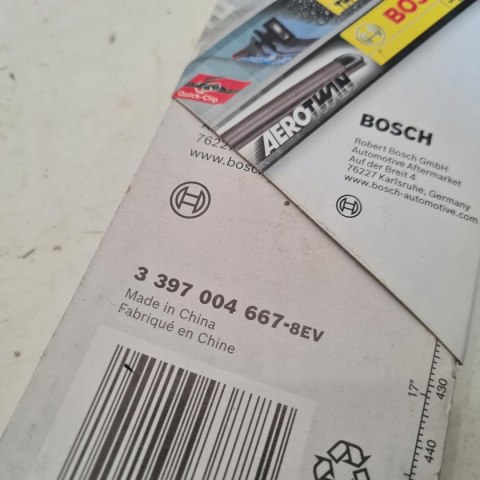 BOSCH
Quick-Clip
AEROTWIN
BOSCH
Robert Bosch GmbH
Automotive Aftermarket
Auf der Breit 4
76227 Karlsruhe, Germany
www.bosch-automotive.com
76227
www.bosch
3 397 004 667-8EV
Made in China
Fabriqué en Chine
17"
430
440